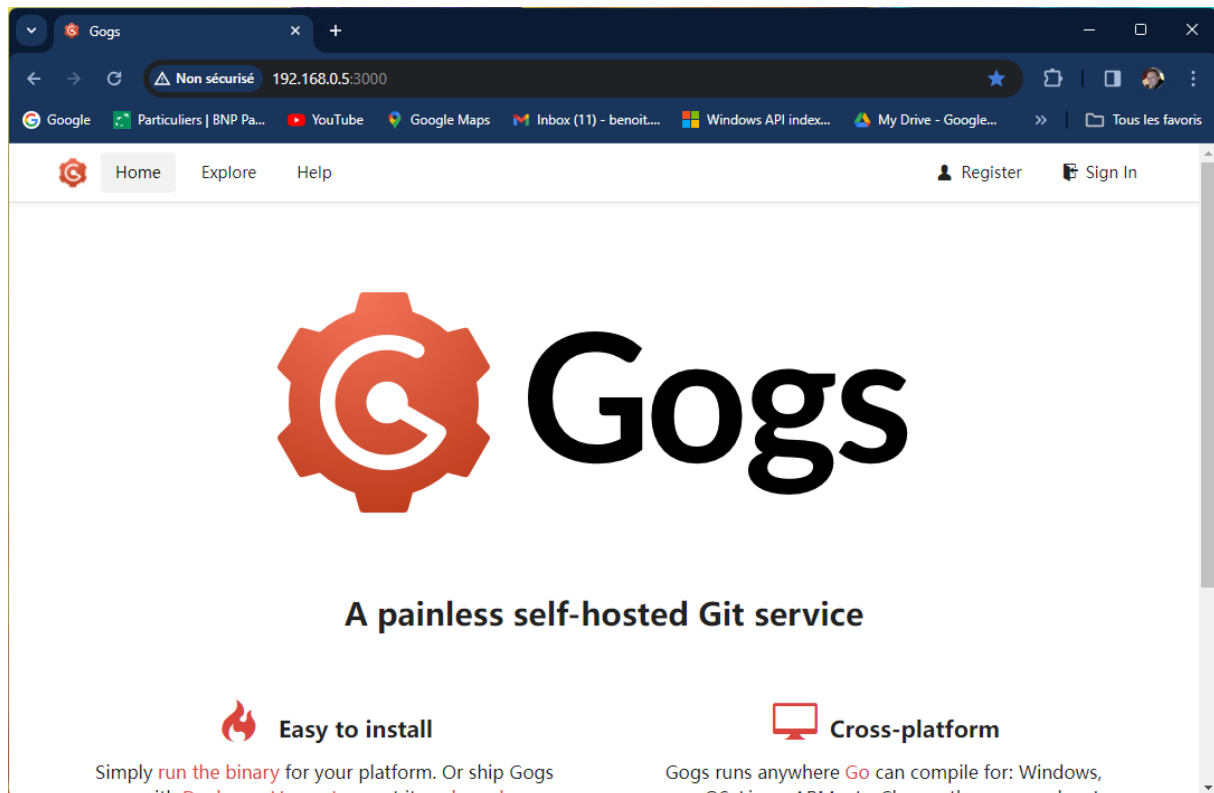 Gogs
Non sécurisé 192.168.0.5:3000
Google Particuliers | BNP Pa... YouTube Google Maps Inbox (11) - benoit.... Windows API index... My Drive - Google... » Tous les favoris
Home Explore Help Register Sign In
Gogs
A painless self-hosted Git service
Easy to install
Simply run the binary for your platform. Or ship Gogs
Cross-platform
Gogs runs anywhere Go can compile for: Windows,